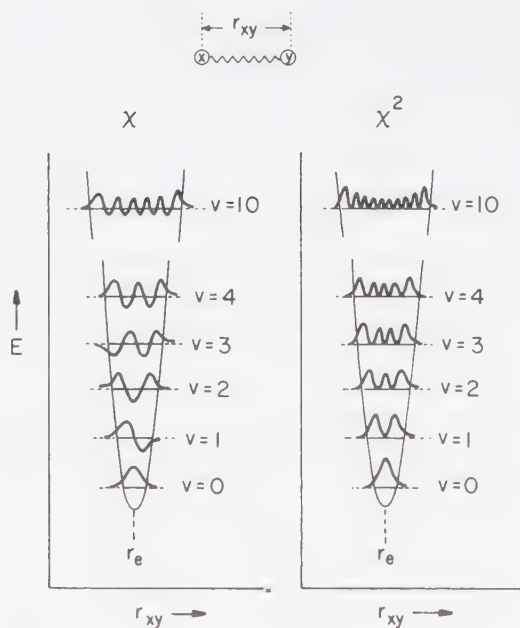 r_xy
x y
χ χ²
v = 10 v = 10
v = 4 v = 4
v = 3 v = 3
E
v = 2 v = 2
v = 1 v = 1
v = 0 v = 0
r_e r_e
r_xy r_xy